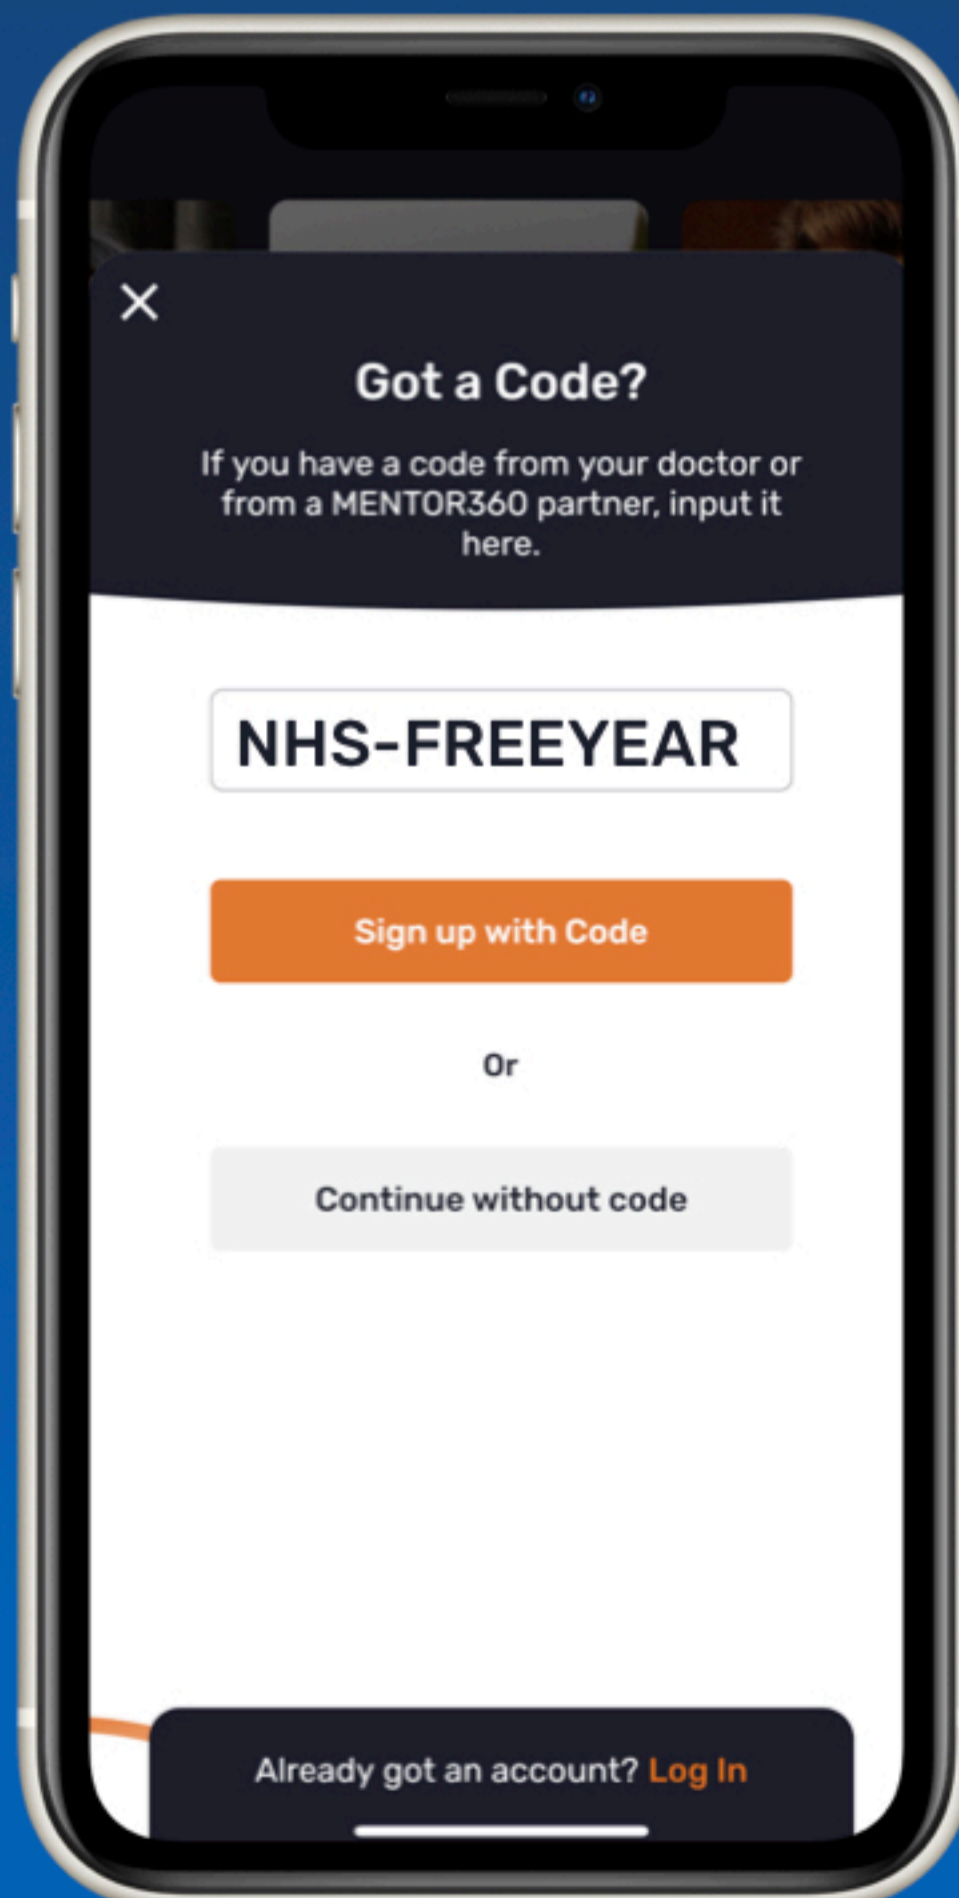 Got a Code?
If you have a code from your doctor or
from a MENTOR360 partner, input it
here.
NHS-FREEYEAR
Sign up with Code
Or
Continue without code
Already got an account? Log In